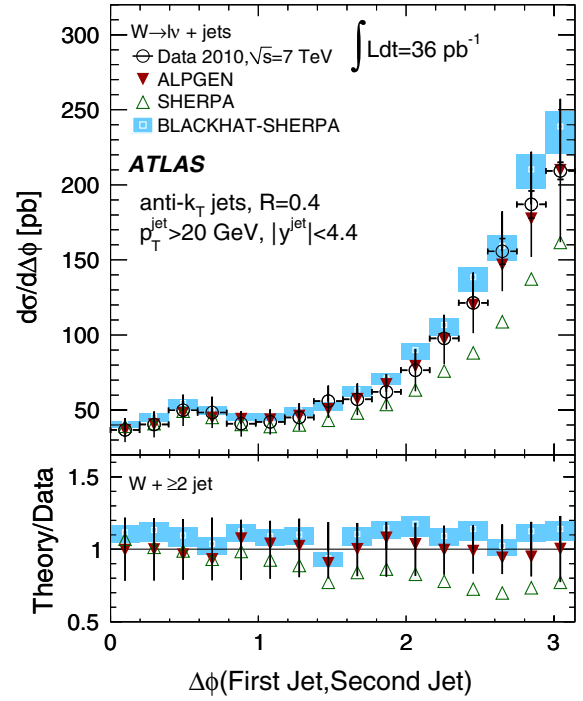 W→lν + jets
Data 2010,√s=7 TeV
∫Ldt=36 pb⁻¹
ALPGEN
SHERPA
BLACKHAT-SHERPA
ATLAS
anti-k_T jets, R=0.4
p_T^jet>20 GeV, |y^jet|<4.4
dσ/dΔϕ [pb]
300
250
200
150
100
50
W + ≥2 jet
Theory/Data
1.5
1
0.5
0 1 2 3
Δϕ(First Jet,Second Jet)